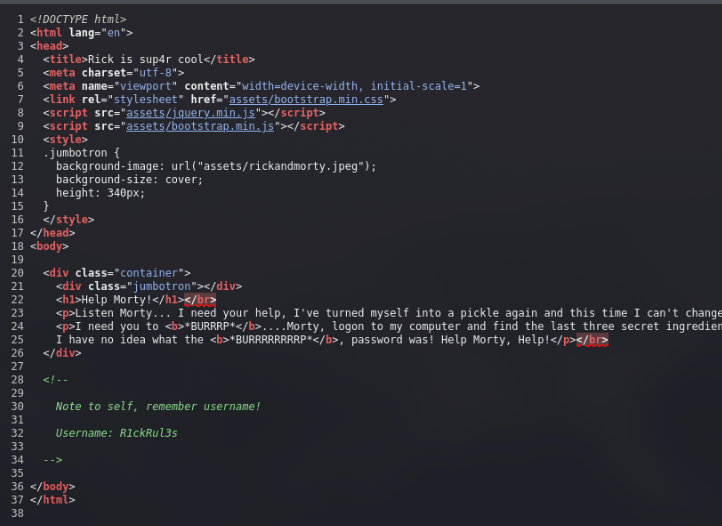 1 <!DOCTYPE html>
2 <html lang="en">
3 <head>
4   <title>Rick is sup4r cool</title>
5   <meta charset="utf-8">
6   <meta name="viewport" content="width=device-width, initial-scale=1">
7   <link rel="stylesheet" href="assets/bootstrap.min.css">
8   <script src="assets/jquery.min.js"></script>
9   <script src="assets/bootstrap.min.js"></script>
10   <style>
11   .jumbotron {
12     background-image: url("assets/rickandmorty.jpeg");
13     background-size: cover;
14     height: 340px;
15   }
16   </style>
17 </head>
18 <body>
19
20   <div class="container">
21     <div class="jumbotron"></div>
22     <h1>Help Morty!</h1></br>
23     <p>Listen Morty... I need your help, I've turned myself into a pickle again and this time I can't change
24     <p>I need you to <b>*BURRRP*</b>....Morty, logon to my computer and find the last three secret ingredien
25     I have no idea what the <b>*BURRRRRRRRP*</b>, password was! Help Morty, Help!</p></br>
26   </div>
27
28   <!--
29
30     Note to self, remember username!
31
32     Username: R1ckRul3s
33
34   -->
35
36 </body>
37 </html>
38